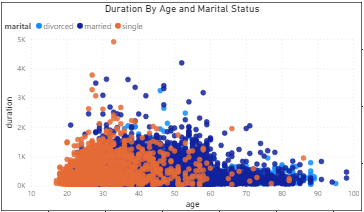 Duration By Age and Marital Status
marital divorced married single
5K
4K
3K
2K
1K
0K
duration
10 20 30 40 50 60 70 80 90 100
age